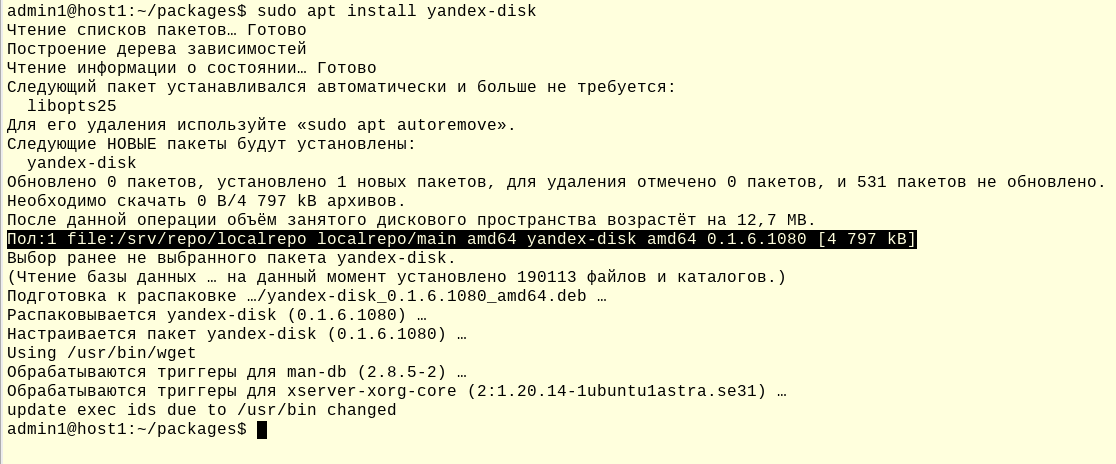 admin1@host1:~/packages$ sudo apt install yandex-disk
Чтение списков пакетов… Готово
Построение дерева зависимостей
Чтение информации о состоянии… Готово
Следующий пакет устанавливался автоматически и больше не требуется:
  libopts25
Для его удаления используйте «sudo apt autoremove».
Следующие НОВЫЕ пакеты будут установлены:
  yandex-disk
Обновлено 0 пакетов, установлено 1 новых пакетов, для удаления отмечено 0 пакетов, и 531 пакетов не обновлено.
Необходимо скачать 0 B/4 797 kB архивов.
После данной операции объём занятого дискового пространства возрастёт на 12,7 MB.
Пол:1 file:/srv/repo/localrepo localrepo/main amd64 yandex-disk amd64 0.1.6.1080 [4 797 kB]
Выбор ранее не выбранного пакета yandex-disk.
(Чтение базы данных … на данный момент установлено 190113 файлов и каталогов.)
Подготовка к распаковке …/yandex-disk_0.1.6.1080_amd64.deb …
Распаковывается yandex-disk (0.1.6.1080) …
Настраивается пакет yandex-disk (0.1.6.1080) …
Using /usr/bin/wget
Обрабатываются триггеры для man-db (2.8.5-2) …
Обрабатываются триггеры для xserver-xorg-core (2:1.20.14-1ubuntu1astra.se31) …
update exec ids due to /usr/bin changed
admin1@host1:~/packages$